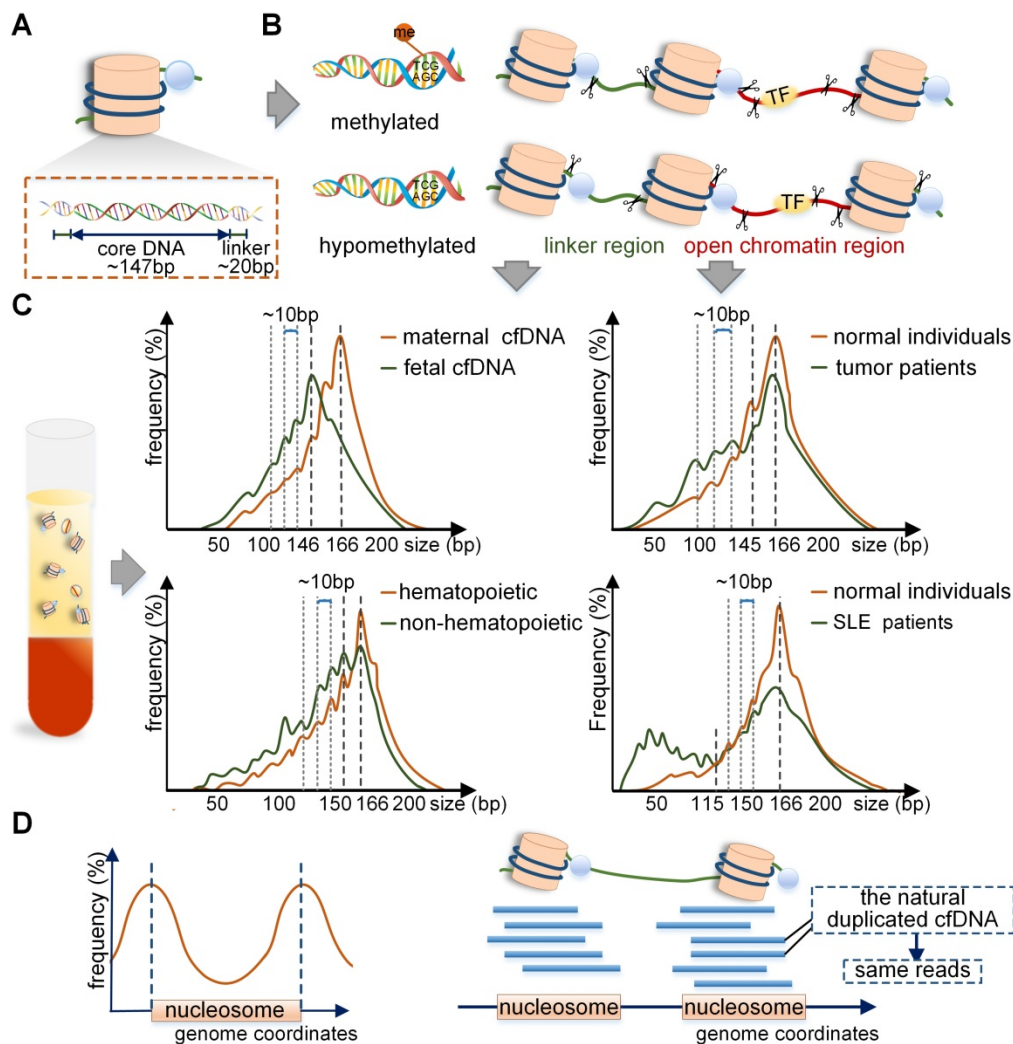 A
core DNA
~147bp
linker
~20bp
B
me
TCG
AGC
methylated
TF
TCG
AGC
hypomethylated
TF
linker region
open chromatin region
C
~10bp
frequency (%)
maternal cfDNA
fetal cfDNA
50 100 146 166 200 size (bp)
~10bp
frequency (%)
normal individuals
tumor patients
50 100 145 166 200 size (bp)
~10bp
frequency (%)
hematopoietic
non-hematopoietic
50 100 150 166 200 size (bp)
~10bp
Frequency (%)
normal individuals
SLE patients
50 115 150 166 200 size (bp)
D
frequency (%)
nucleosome
genome coordinates
the natural
duplicated cfDNA
same reads
nucleosome
nucleosome
genome coordinates